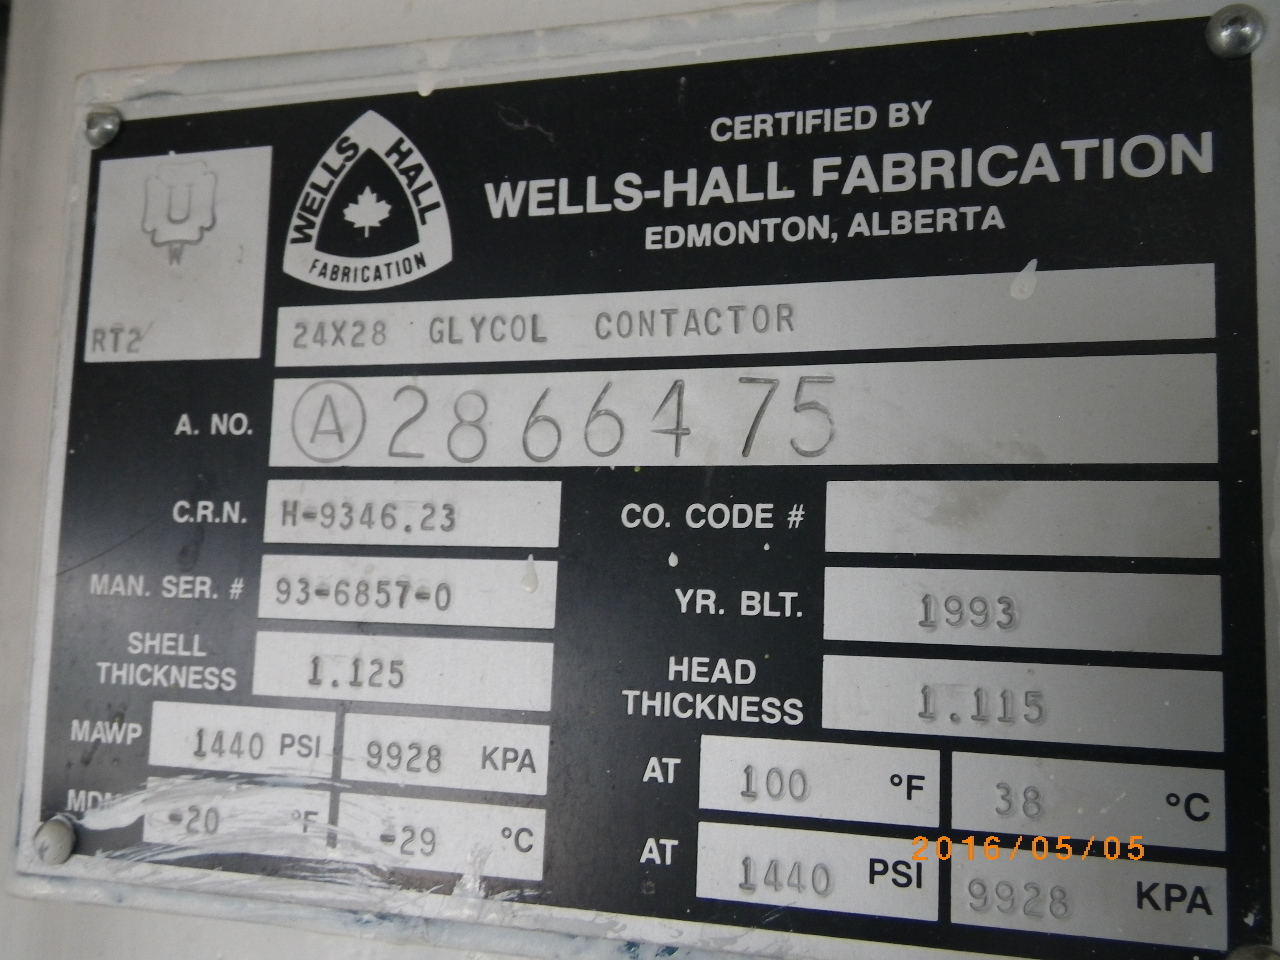 CERTIFIED BY
WELLS-HALL FABRICATION
EDMONTON, ALBERTA
WELLS HALL
FABRICATION
U
W
RT2
24X28 GLYCOL CONTACTOR
A. NO. A 2866475
C.R.N. H-9346.23
CO. CODE #
MAN. SER. # 93-6857-0
YR. BLT. 1993
SHELL
THICKNESS 1.125
HEAD
THICKNESS 1.115
MAWP 1440 PSI 9928 KPA
AT 100 °F 38 °C
-20 °F -29 °C
AT 1440 PSI 9928 KPA
2016/05/05